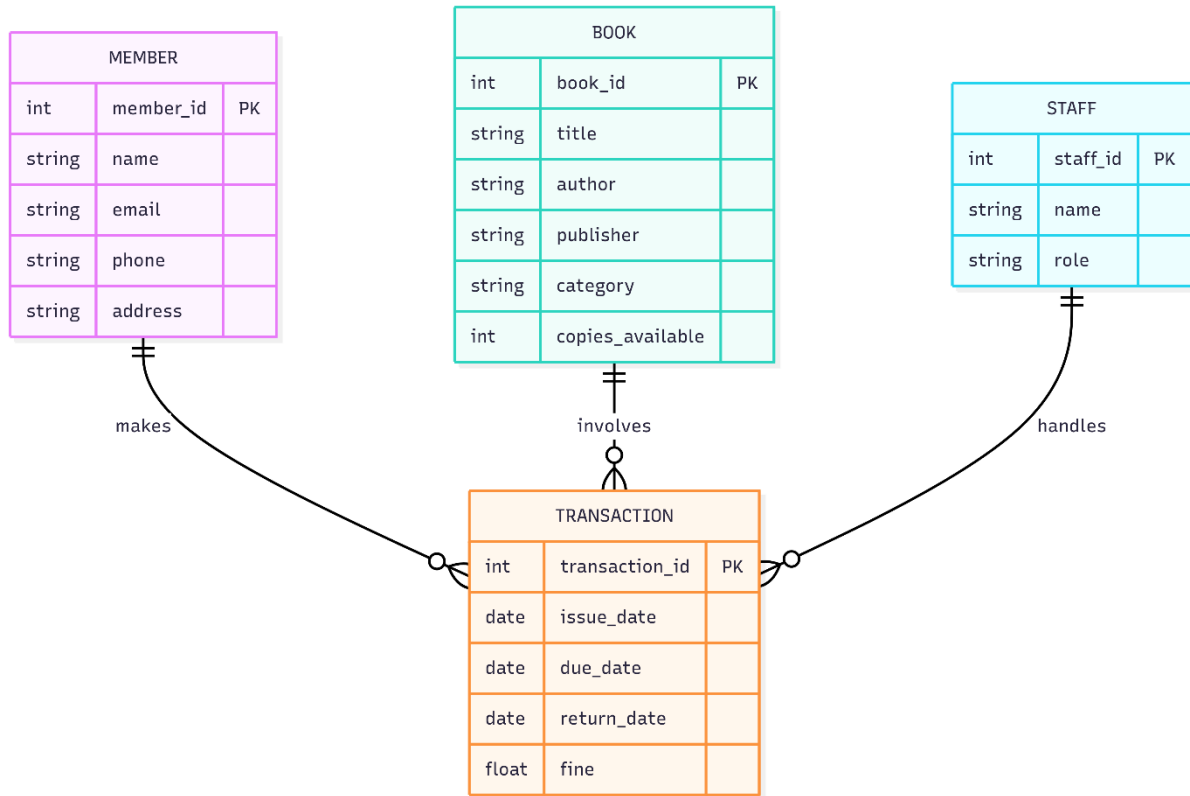 MEMBER
int member_id PK
string name
string email
string phone
string address
BOOK
int book_id PK
string title
string author
string publisher
string category
int copies_available
STAFF
int staff_id PK
string name
string role
makes
involves
handles
TRANSACTION
int transaction_id PK
date issue_date
date due_date
date return_date
float fine